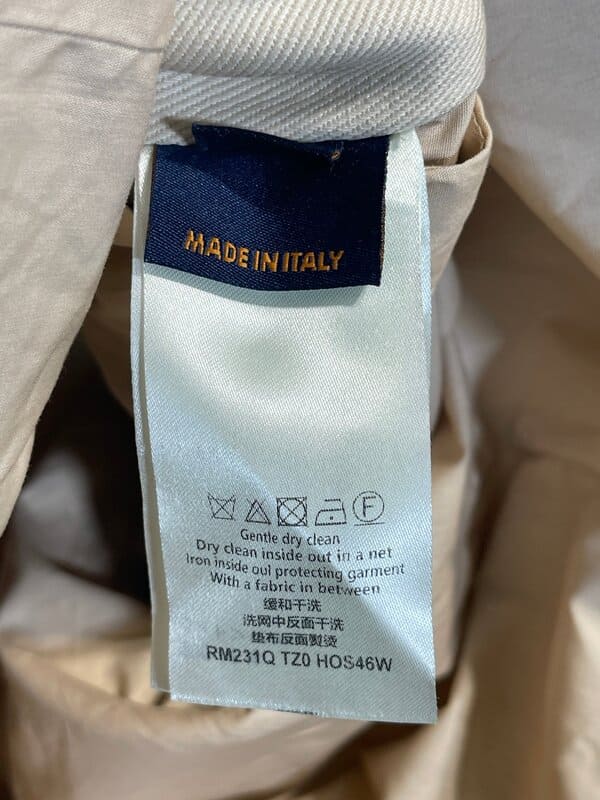 MADE IN ITALY
F
Gentle dry clean
Dry clean inside out in a net
Iron inside oul protecting garment
With a fabric in between
缓和干洗
洗网中反面干洗
垫布反面熨烫
RM231Q TZ0 HOS46W